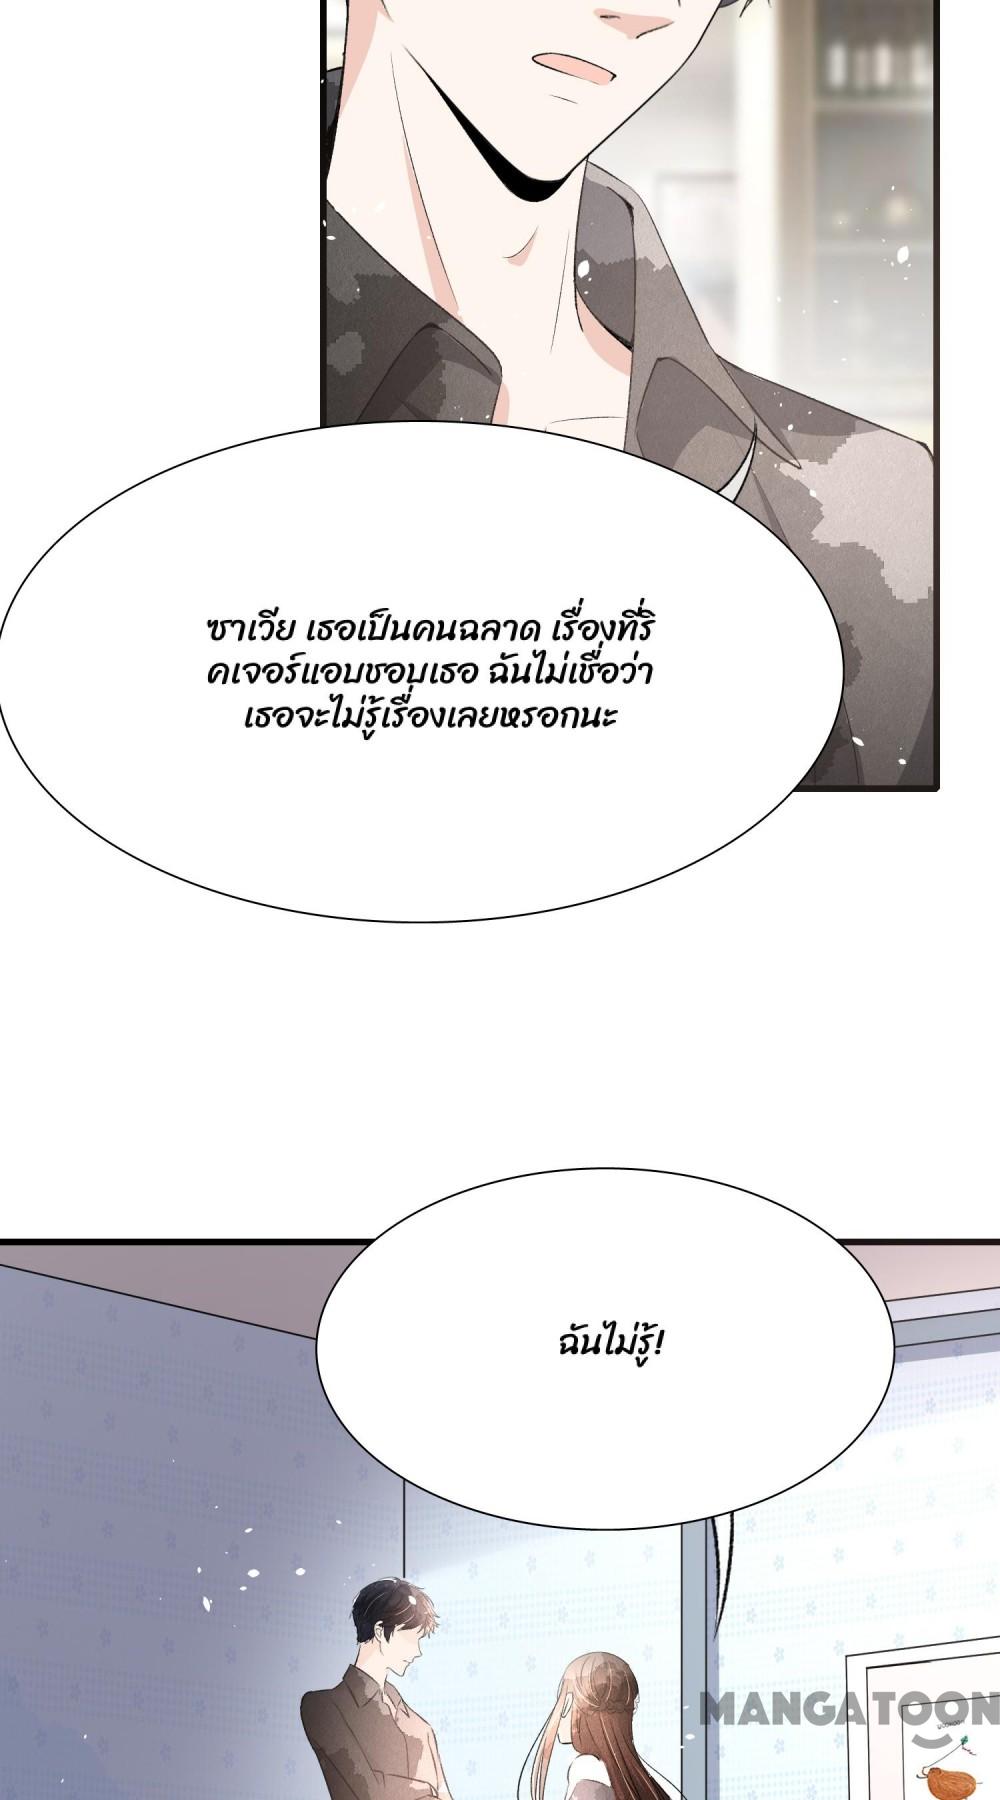 ซาเวีย เธอเป็นคนฉลาด เรื่องที่ริ
คเจอร์แอบชอบเธอ ฉันไม่เชื่อว่า
เธอจะไม่รู้เรื่องเลยหรอกนะ
ฉันไม่รู้!
MANGATOON